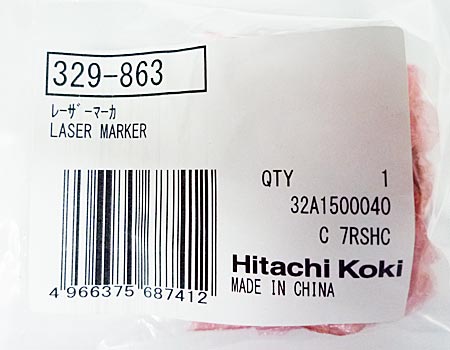 329-863
ﾚｰｻﾞｰﾏｰｶ
LASER MARKER
QTY 1
32A1500040
C 7RSHC
Hitachi Koki
MADE IN CHINA
4 966375 687412